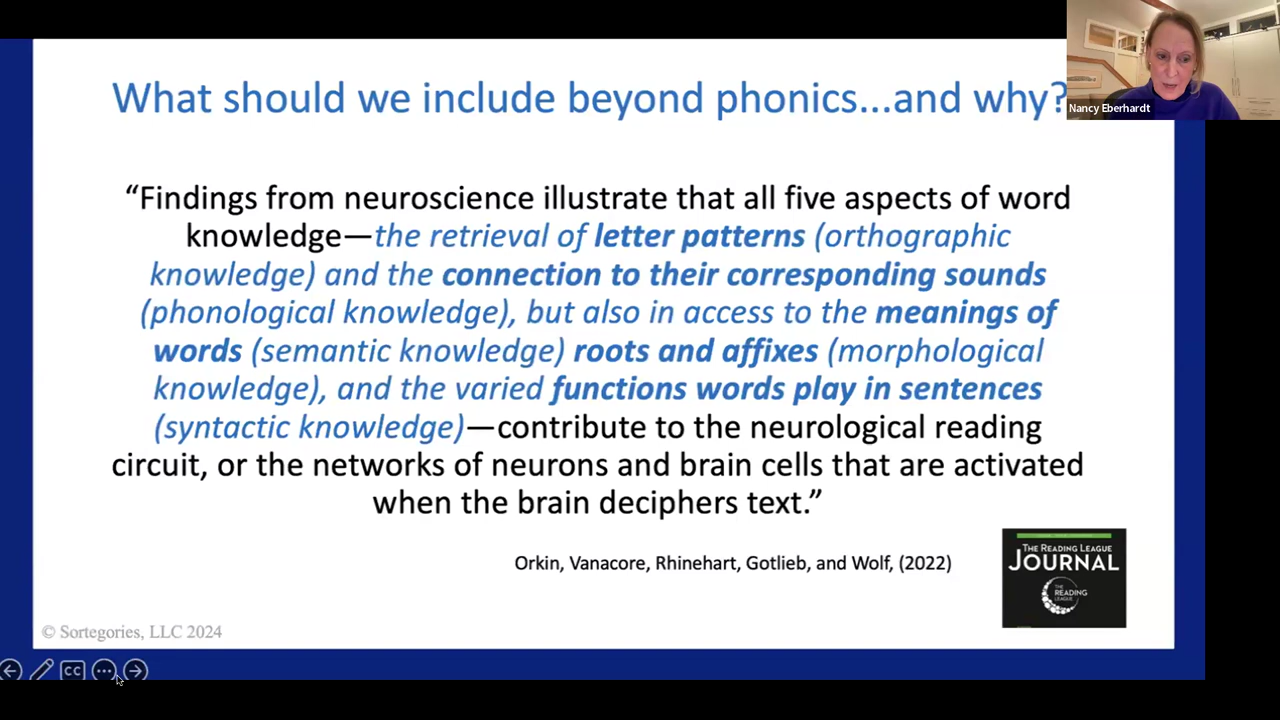 What should we include beyond phonics...and why?
Nancy Eberhardt
“Findings from neuroscience illustrate that all five aspects of word
knowledge—the retrieval of letter patterns (orthographic
knowledge) and the connection to their corresponding sounds
(phonological knowledge), but also in access to the meanings of
words (semantic knowledge) roots and affixes (morphological
knowledge), and the varied functions words play in sentences
(syntactic knowledge)—contribute to the neurological reading
circuit, or the networks of neurons and brain cells that are activated
when the brain deciphers text.”
Orkin, Vanacore, Rhinehart, Gotlieb, and Wolf, (2022)
THE READING LEAGUE
JOURNAL
THE
READING
LEAGUE
© Sortegories, LLC 2024
CC